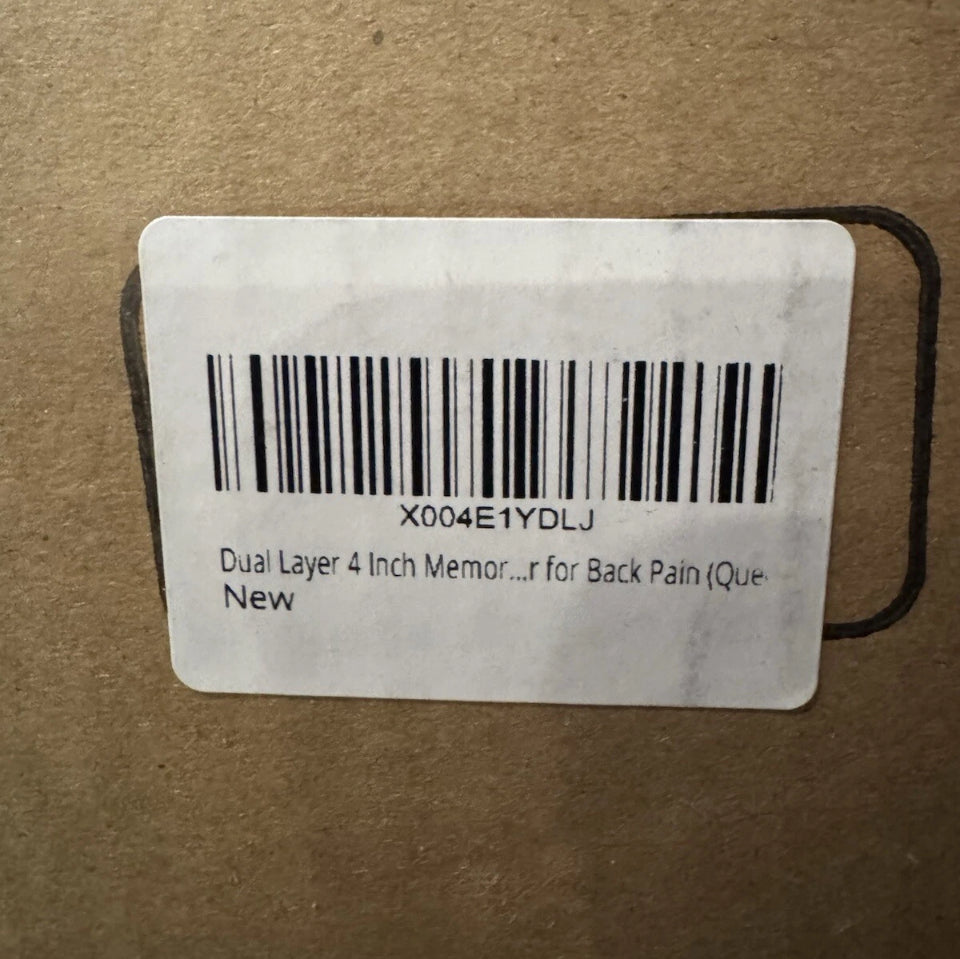 X004E1YDLJ
Dual Layer 4 Inch Memor...r for Back Pain (Que
New